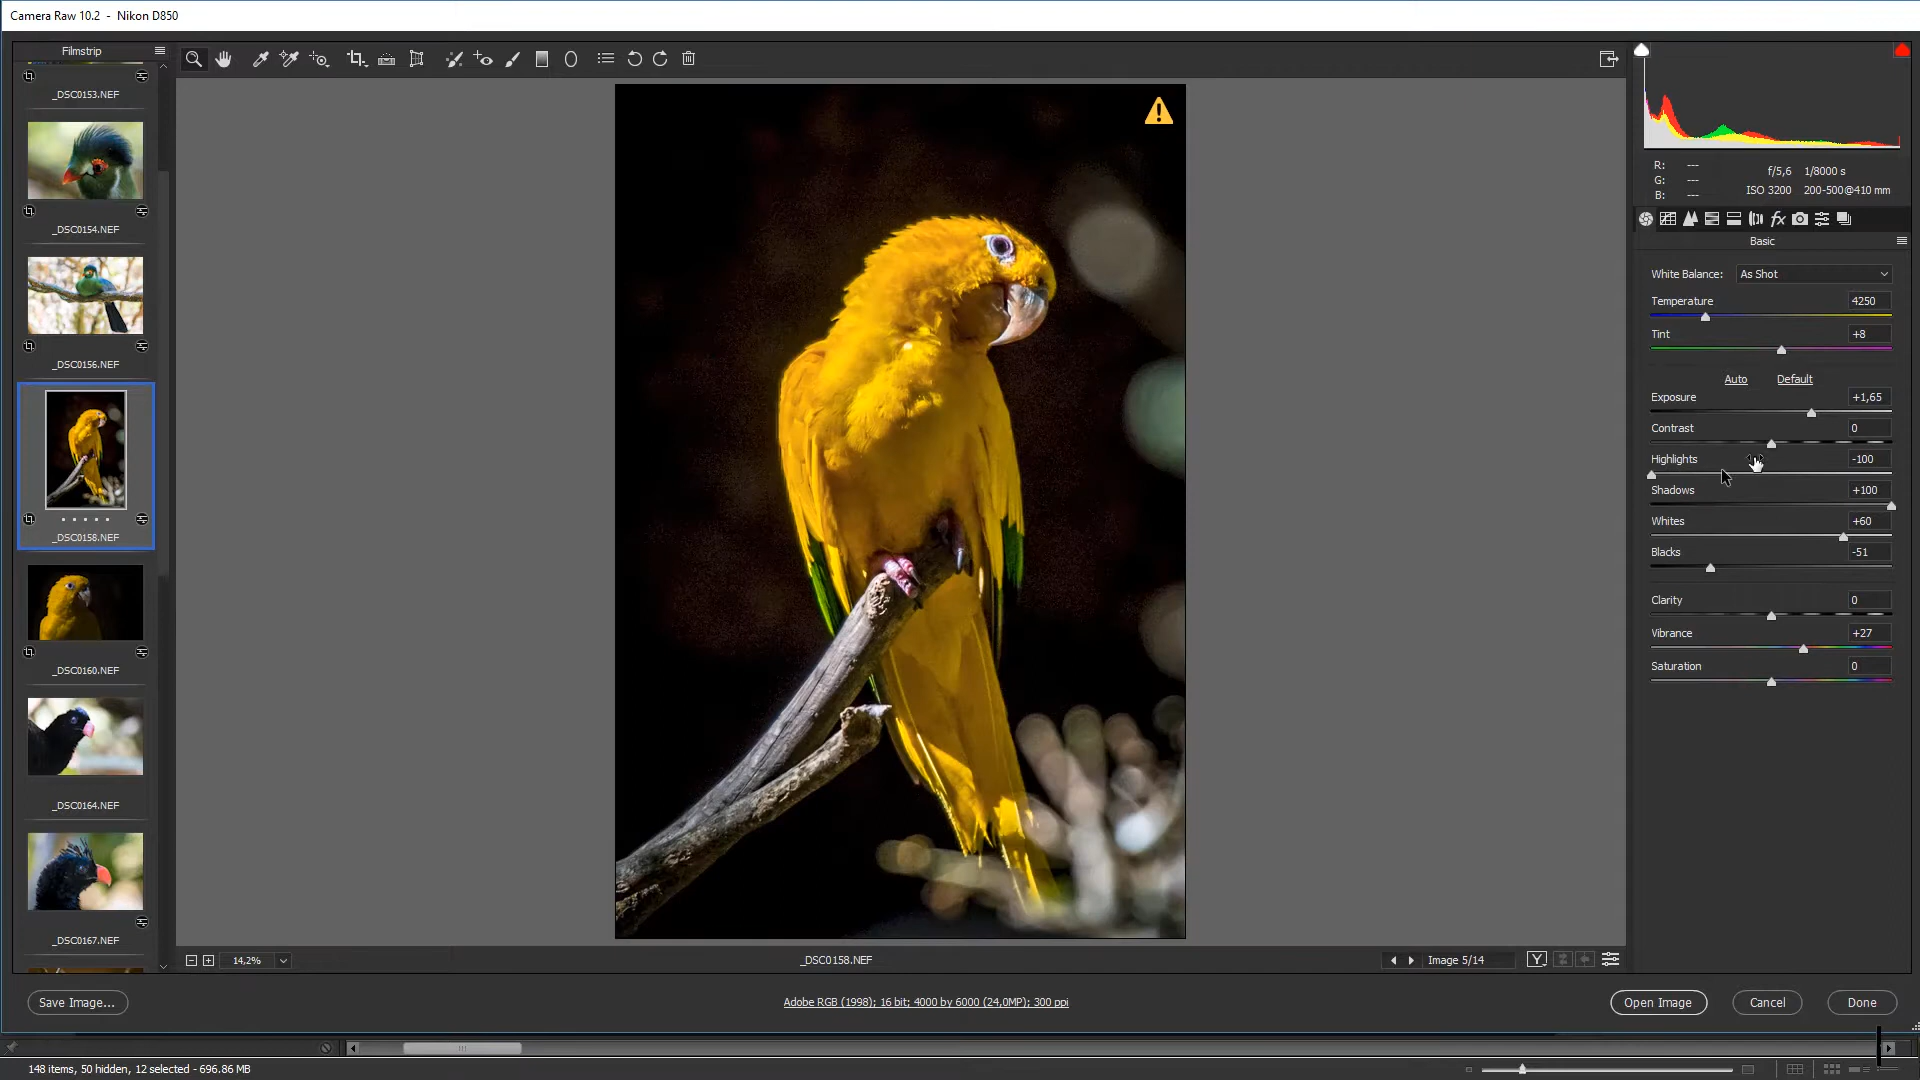 Camera Raw 10.2 - Nikon D850
Filmstrip
_DSC0153.NEF
_DSC0154.NEF
_DSC0156.NEF
_DSC0158.NEF
_DSC0160.NEF
_DSC0164.NEF
_DSC0167.NEF
R: ---
G: ---
B: ---
f/5,6 1/8000 s
ISO 3200 200-500@410 mm
fx
Basic
White Balance: As Shot
Temperature 4250
Tint +8
Auto Default
Exposure +1,65
Contrast 0
Highlights -100
Shadows +100
Whites +60
Blacks -51
Clarity 0
Vibrance +27
Saturation 0
14,2%
_DSC0158.NEF
Image 5/14
Y
Save Image...
Adobe RGB (1998); 16 bit; 4000 by 6000 (24,0MP); 300 ppi
Open Image
Cancel
Done
148 items, 50 hidden, 12 selected - 696.86 MB